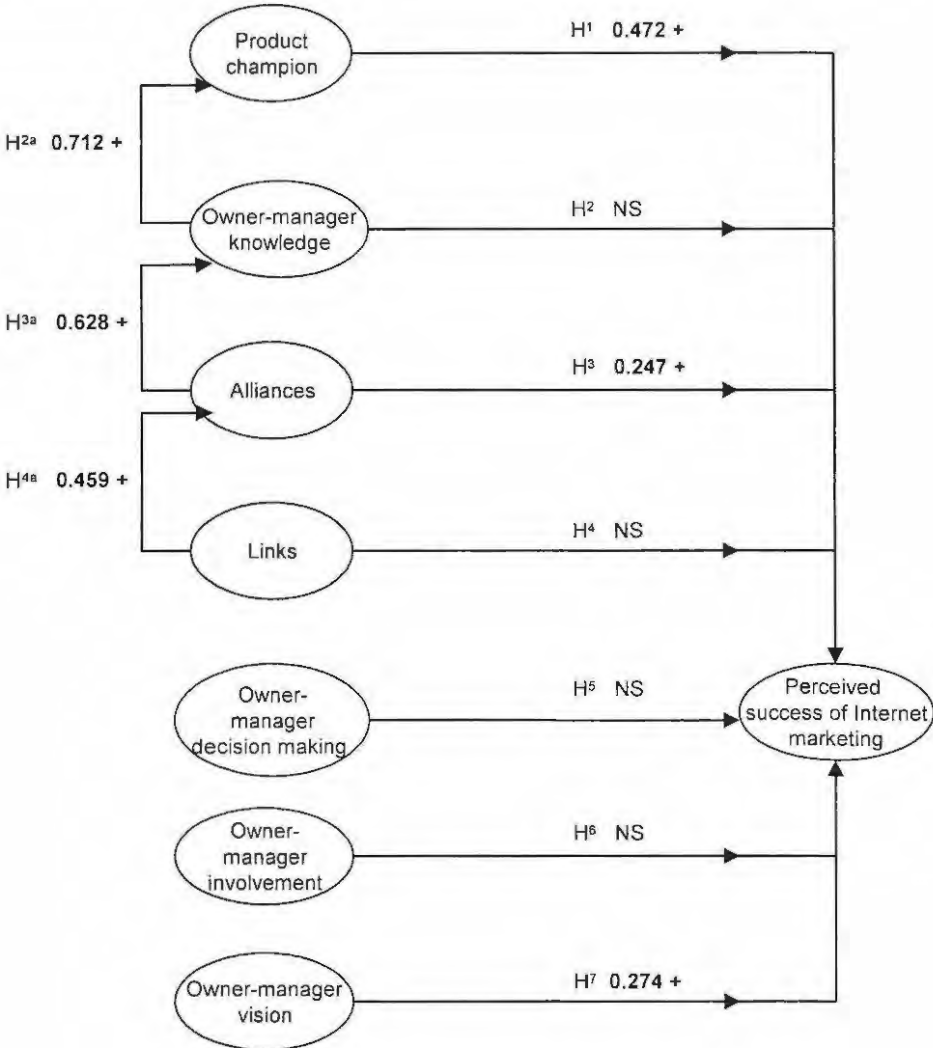 Product
champion
H¹ 0.472 +
H²ᵃ 0.712 +
Owner-manager
knowledge
H² NS
H³ᵃ 0.628 +
Alliances
H³ 0.247 +
H⁴ᵃ 0.459 +
Links
H⁴ NS
Owner-
manager
decision making
H⁵ NS
Perceived
success of Internet
marketing
Owner-
manager
involvement
H⁶ NS
Owner-manager
vision
H⁷ 0.274 +